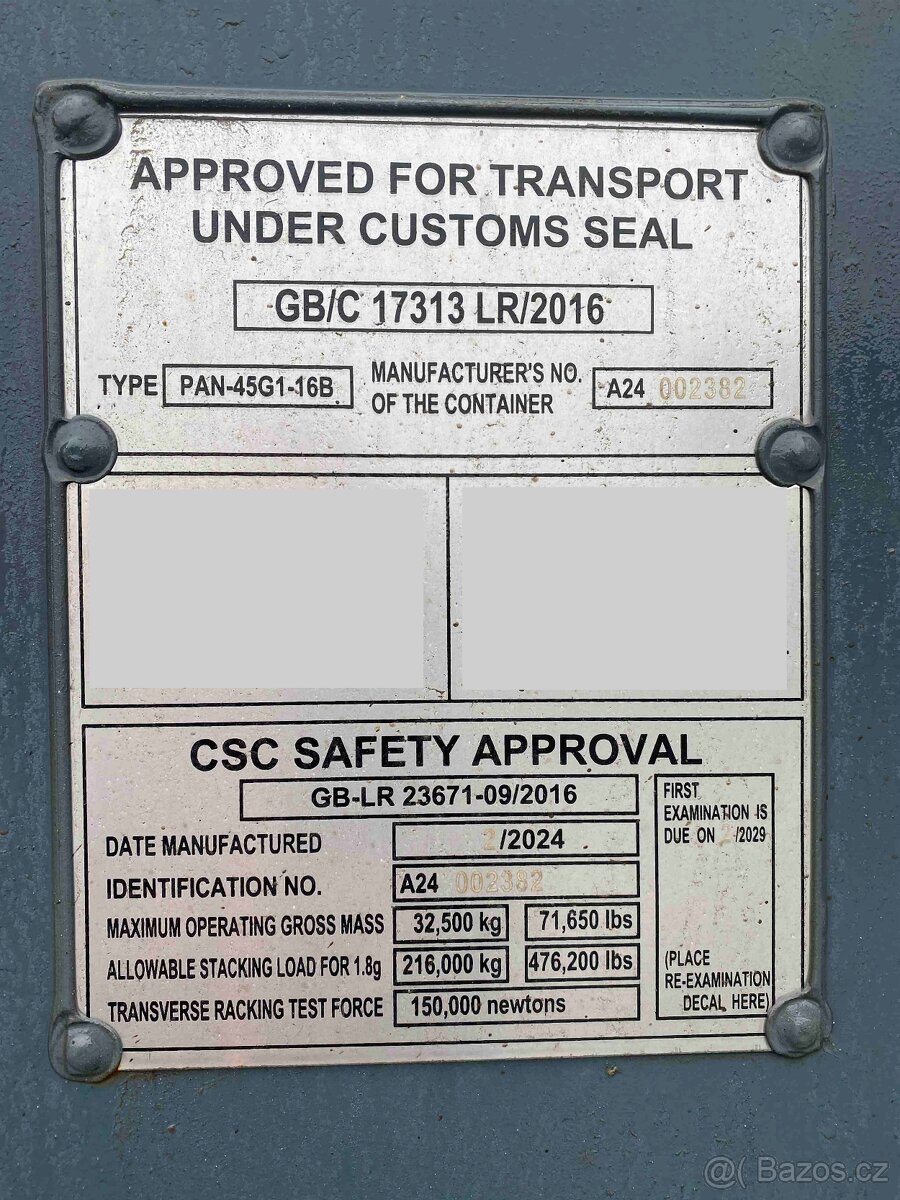 APPROVED FOR TRANSPORT
UNDER CUSTOMS SEAL
GB/C 17313 LR/2016
TYPE PAN-45G1-16B MANUFACTURER'S NO. OF THE CONTAINER A24 002382
CSC SAFETY APPROVAL
GB-LR 23671-09/2016
DATE MANUFACTURED 2/2024
IDENTIFICATION NO. A24 002382
MAXIMUM OPERATING GROSS MASS 32,500 kg 71,650 lbs
ALLOWABLE STACKING LOAD FOR 1.8g 216,000 kg 476,200 lbs
TRANSVERSE RACKING TEST FORCE 150,000 newtons
FIRST
EXAMINATION IS
DUE ON 2/2029
(PLACE
RE-EXAMINATION
DECAL HERE)
@( Bazos.cz